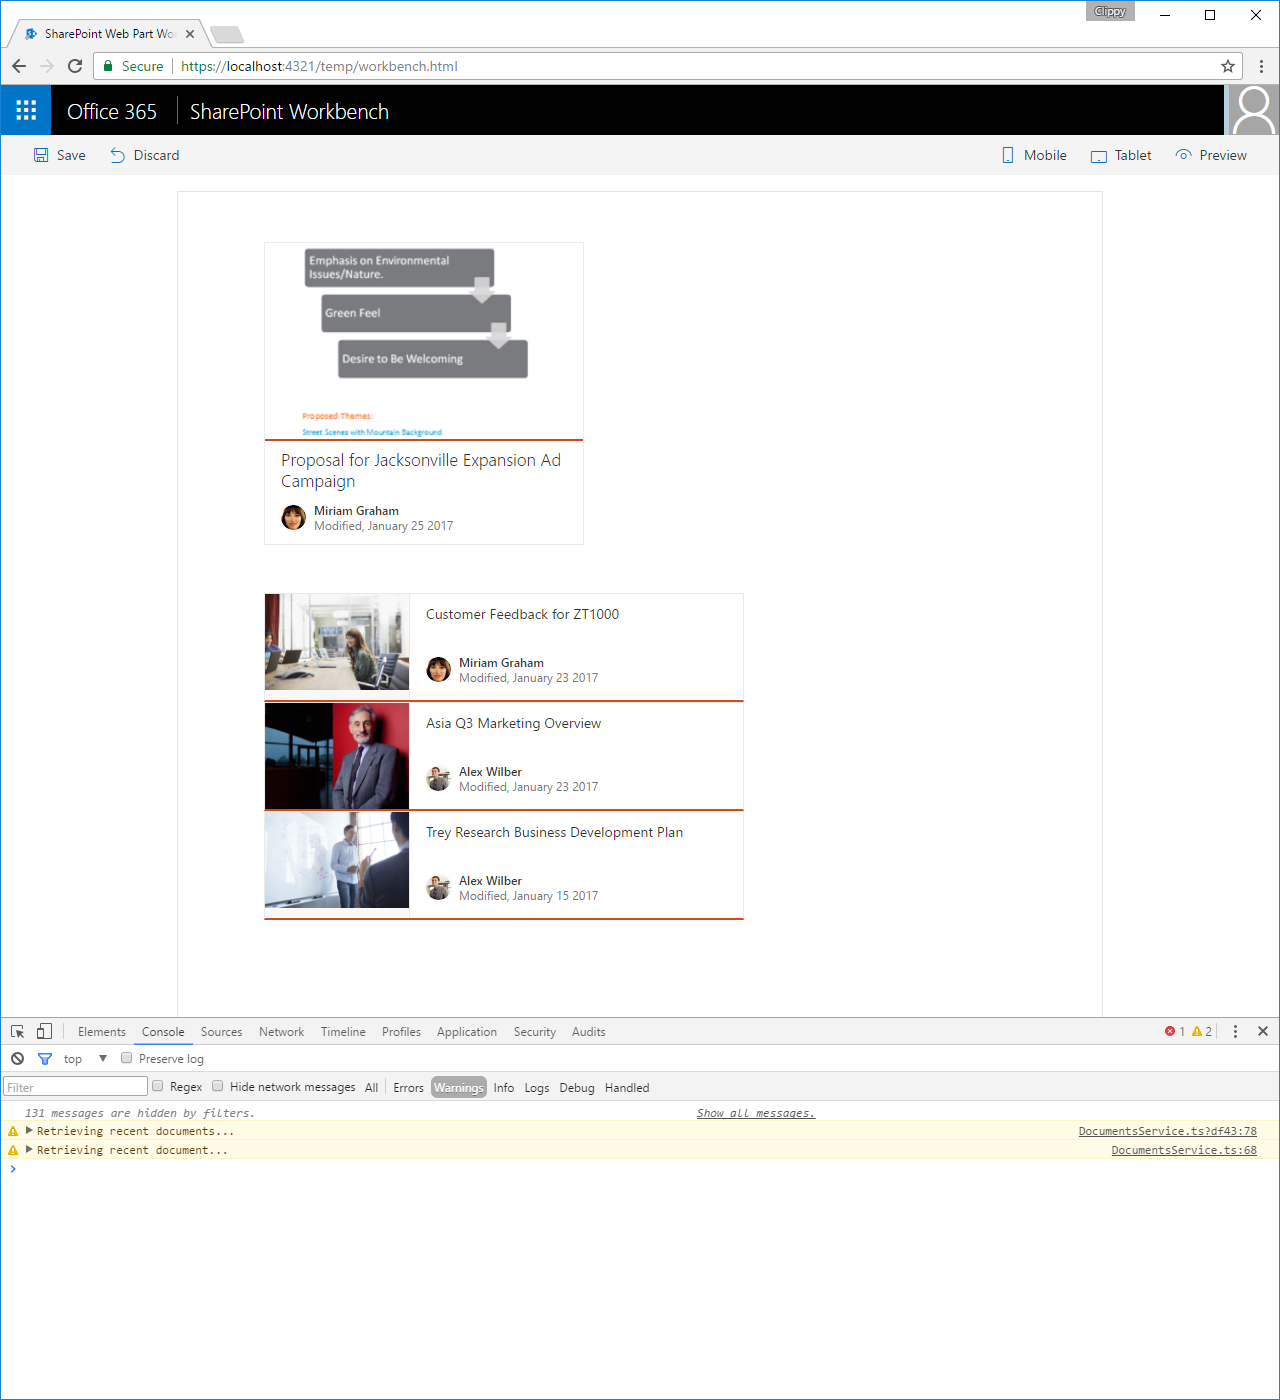 Clippy
SharePoint Web Part Wo
Secure
https://localhost:4321/temp/workbench.html
Office 365
SharePoint Workbench
Save
Discard
Mobile
Tablet
Preview
Emphasis on Environmental
Issues/Nature.
Green Feel
Desire to Be Welcoming
Proposed Themes:
Street Scenes with Mountain Background
Proposal for Jacksonville Expansion Ad
Campaign
Miriam Graham
Modified, January 25 2017
Customer Feedback for ZT1000
Miriam Graham
Modified, January 23 2017
Asia Q3 Marketing Overview
Alex Wilber
Modified, January 23 2017
Trey Research Business Development Plan
Alex Wilber
Modified, January 15 2017
Elements Console Sources Network Timeline Profiles Application Security Audits 1 2
top Preserve log
Filter Regex Hide network messages All Errors Warnings Info Logs Debug Handled
131 messages are hidden by filters. Show all messages.
Retrieving recent documents... DocumentsService.ts?df43:78
Retrieving recent document... DocumentsService.ts:68